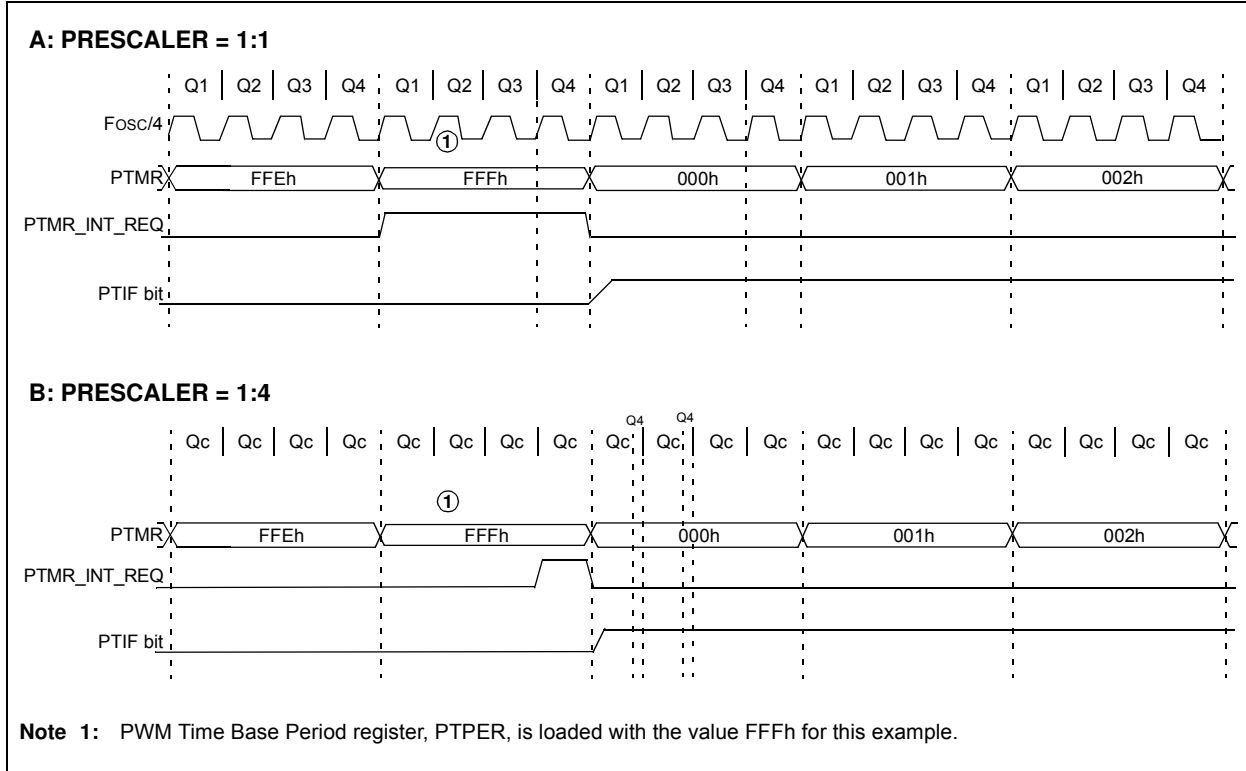 A: PRESCALER = 1:1
Q1 Q2 Q3 Q4 Q1 Q2 Q3 Q4 Q1 Q2 Q3 Q4 Q1 Q2 Q3 Q4 Q1 Q2 Q3 Q4
FOSC/4
1
PTMR FFEh FFFh 000h 001h 002h
PTMR_INT_REQ
PTIF bit
B: PRESCALER = 1:4
Q4 Q4
Qc Qc Qc Qc Qc Qc Qc Qc Qc Qc Qc Qc Qc Qc Qc Qc Qc Qc Qc Qc
1
PTMR FFEh FFFh 000h 001h 002h
PTMR_INT_REQ
PTIF bit
Note 1: PWM Time Base Period register, PTPER, is loaded with the value FFFh for this example.